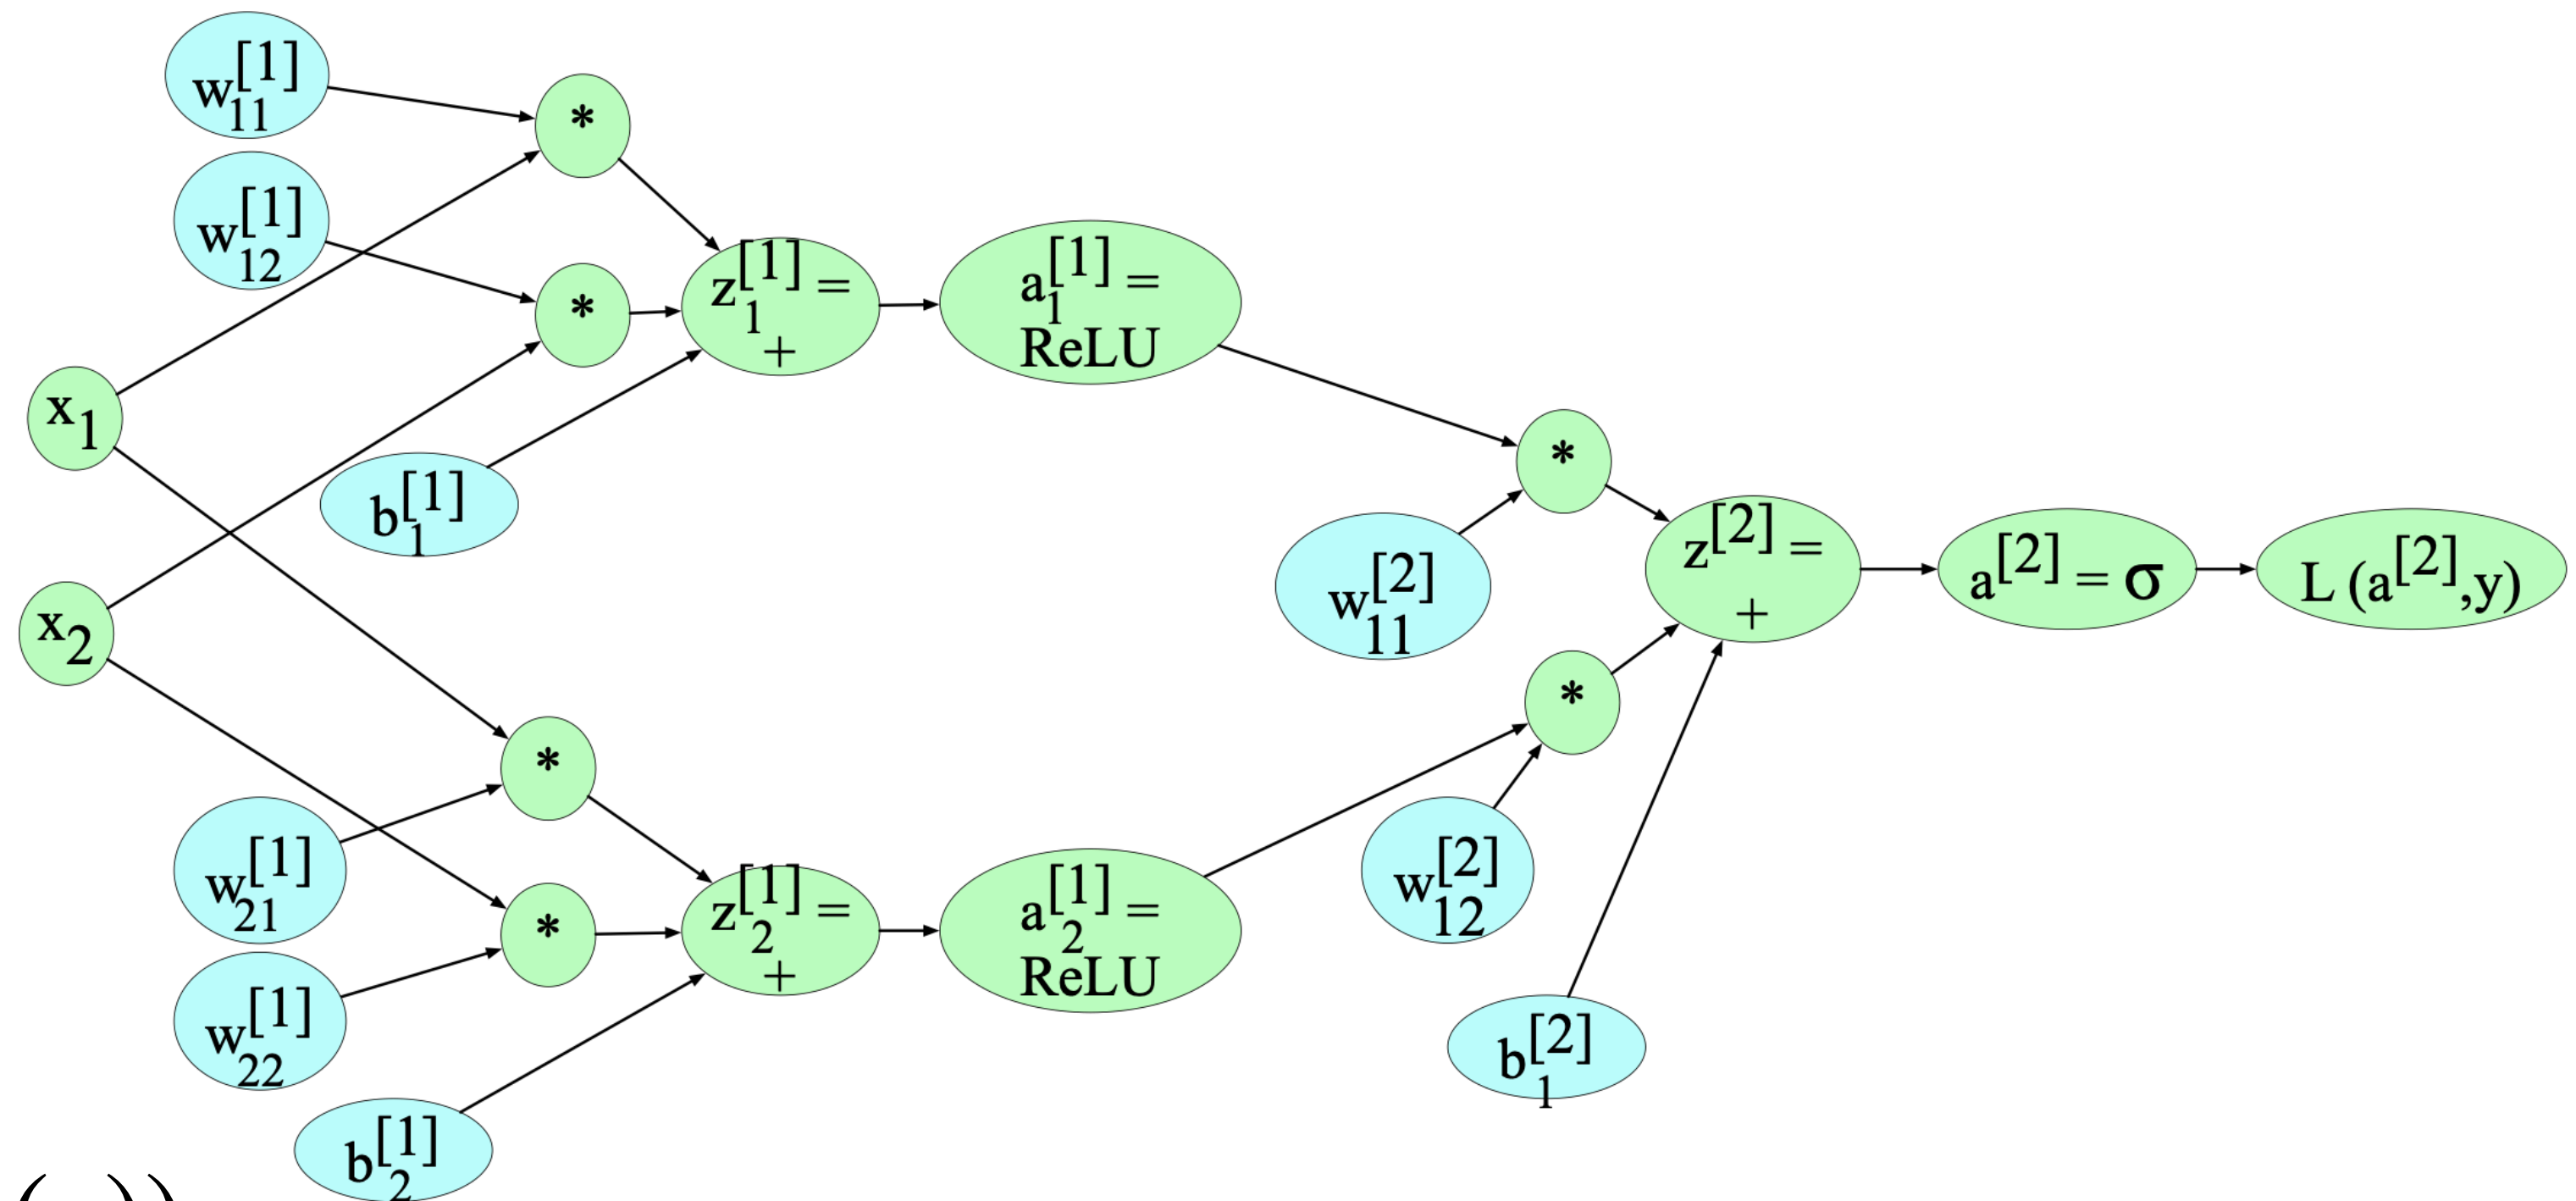 w[1]11
*
w[1]12
*
z[1]1 =
+
a[1]1 =
ReLU
x1
*
b[1]1
z[2] =
+
a[2] = σ
L (a[2],y)
w[2]11
x2
*
*
w[1]21
w[2]12
z[1]2 =
+
a[1]2 =
ReLU
*
w[1]22
b[2]1
b[1]2
( ))